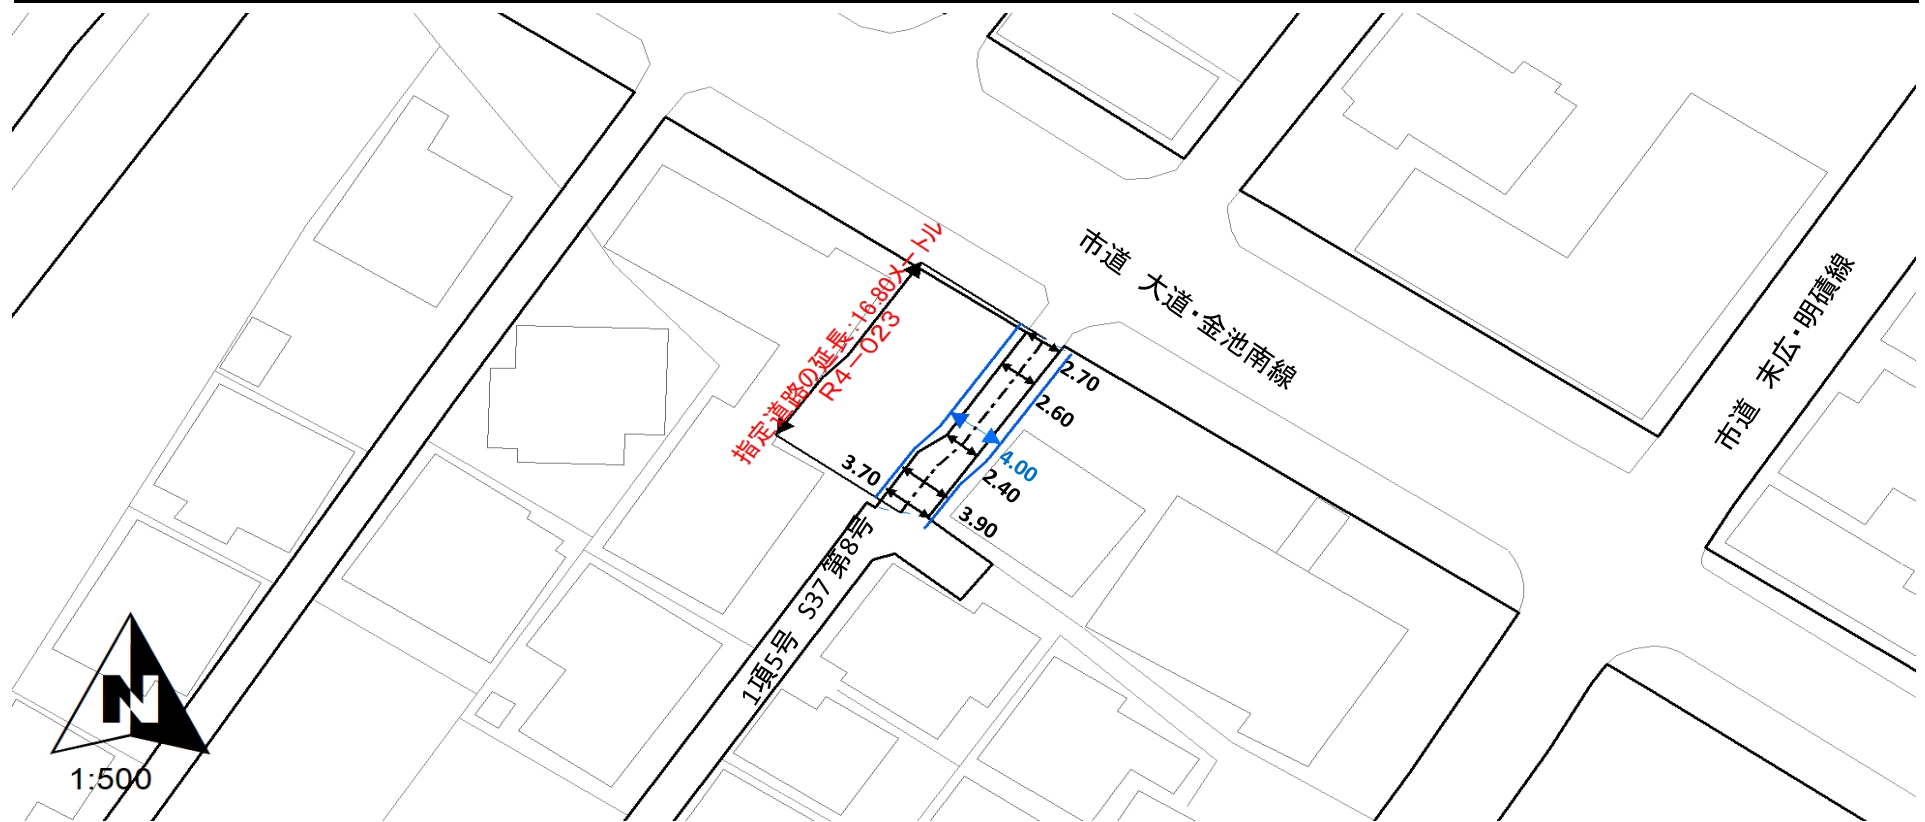 市道 大道・金池南線
市道 末広・明磧線
指定道路の延長:16.80メートル
R4-023
2.70
2.60
4.00
2.40
3.70
3.90
1項5号 S37 第8号
N
1:500